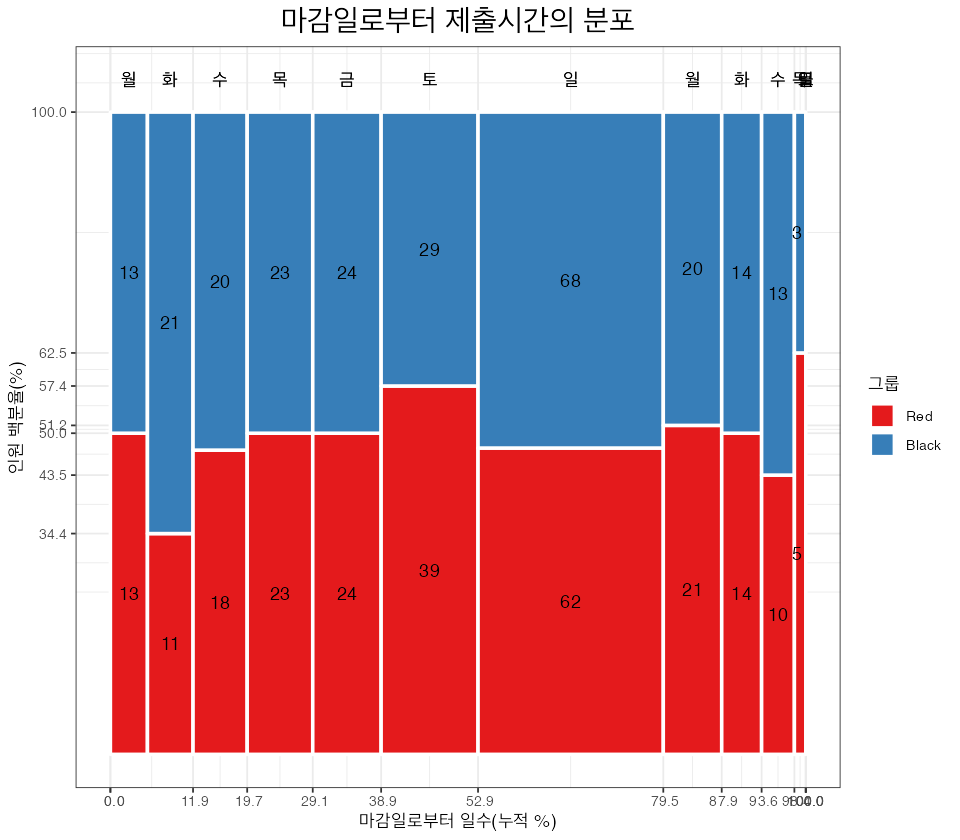 마감일로부터 제출시간의 분포
월 화 수 목 금 토 일 월 화 수
100.0
62.5
57.4
51.2
50.0
43.5
34.4
인원 백분율(%)
13 21 20 23 24 29 68 20 14 13 3
13 11 18 23 24 39 62 21 14 10 5
그룹
Red
Black
0.0 11.9 19.7 29.1 38.9 52.9 79.5 87.9 93.6
마감일로부터 일수(누적 %)